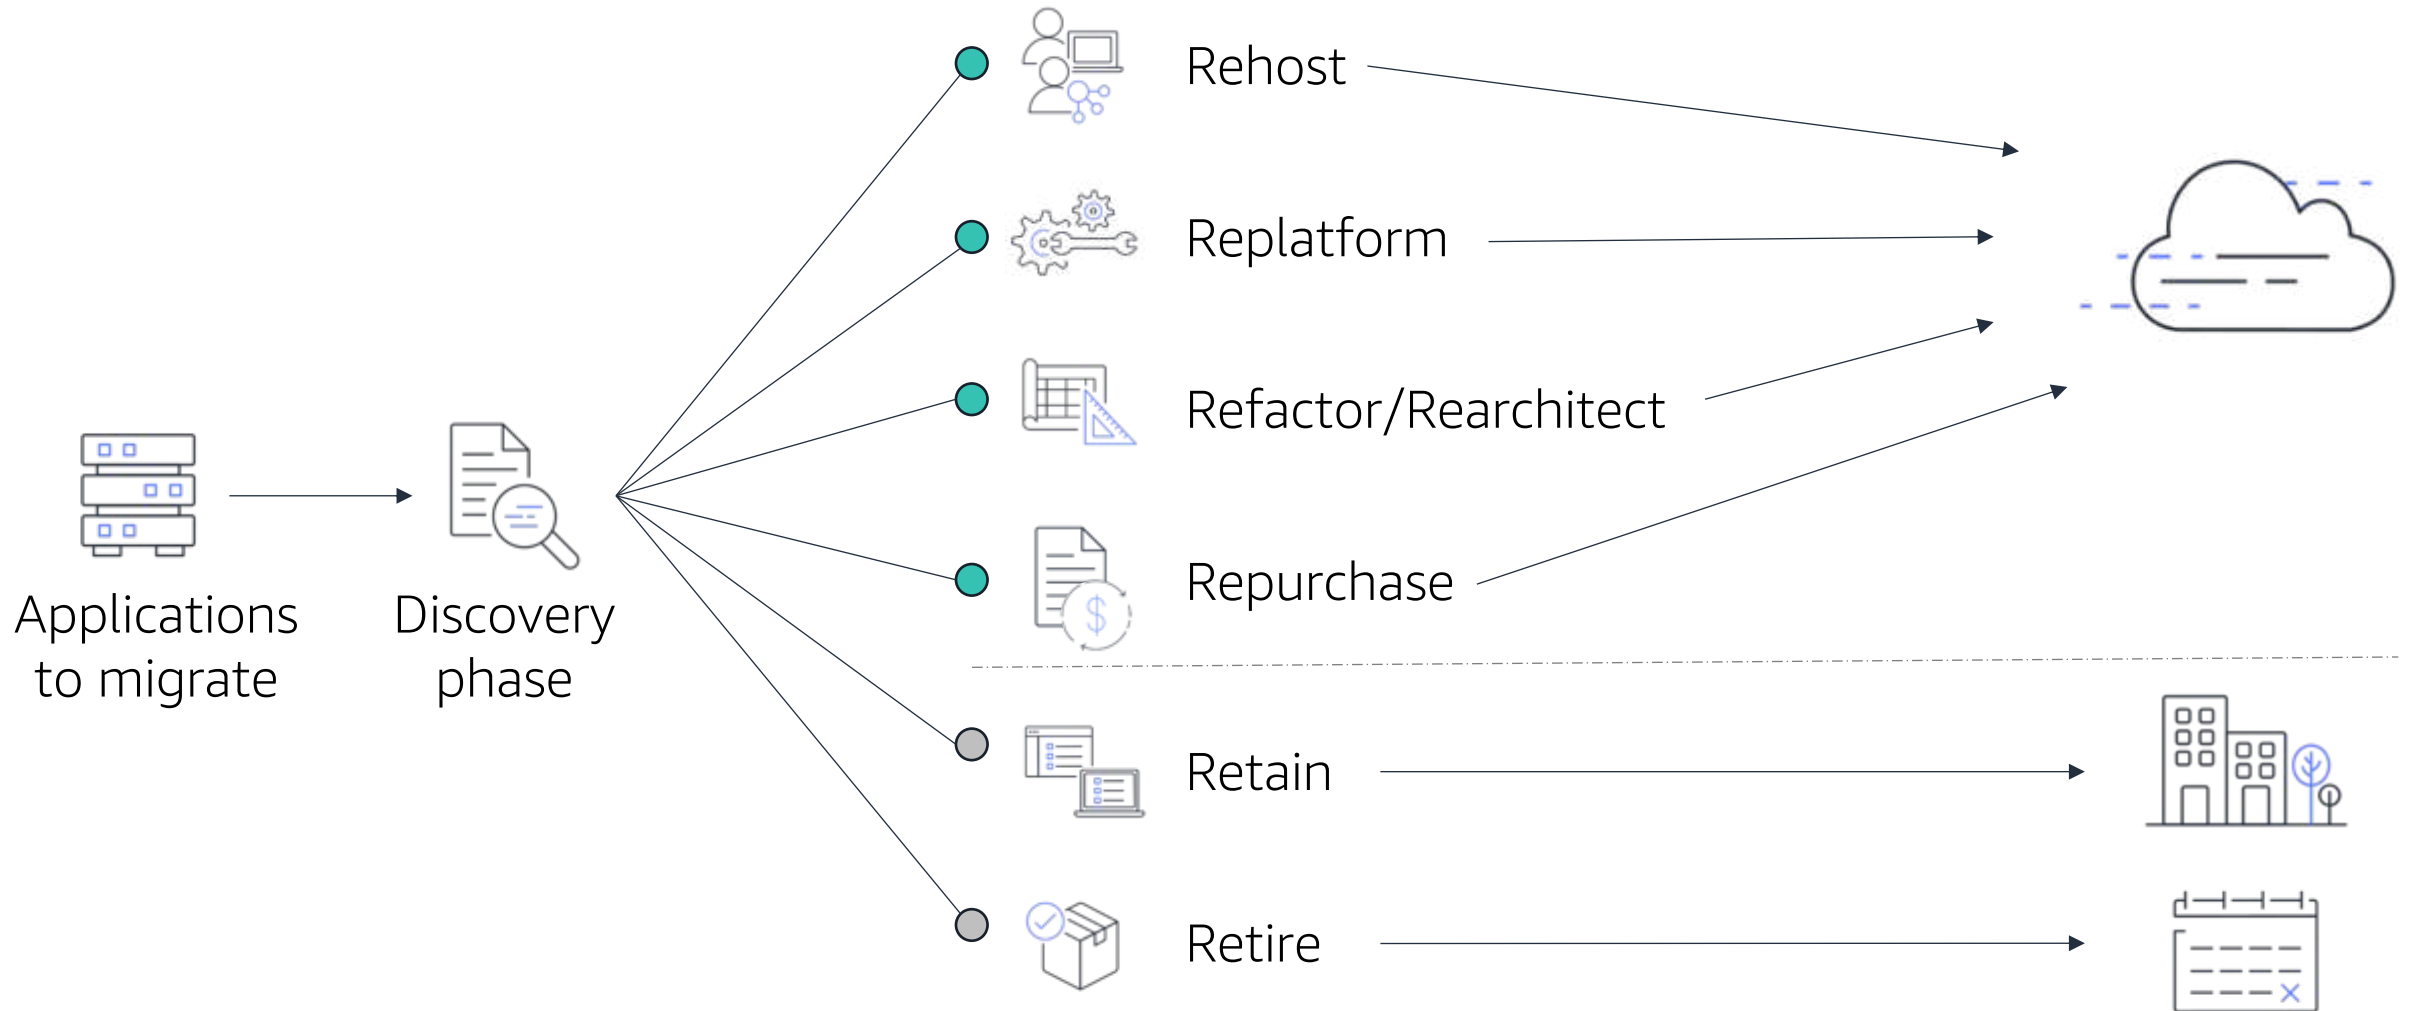 Applications
to migrate
Discovery
phase
Rehost
Replatform
Refactor/Rearchitect
Repurchase
Retain
Retire